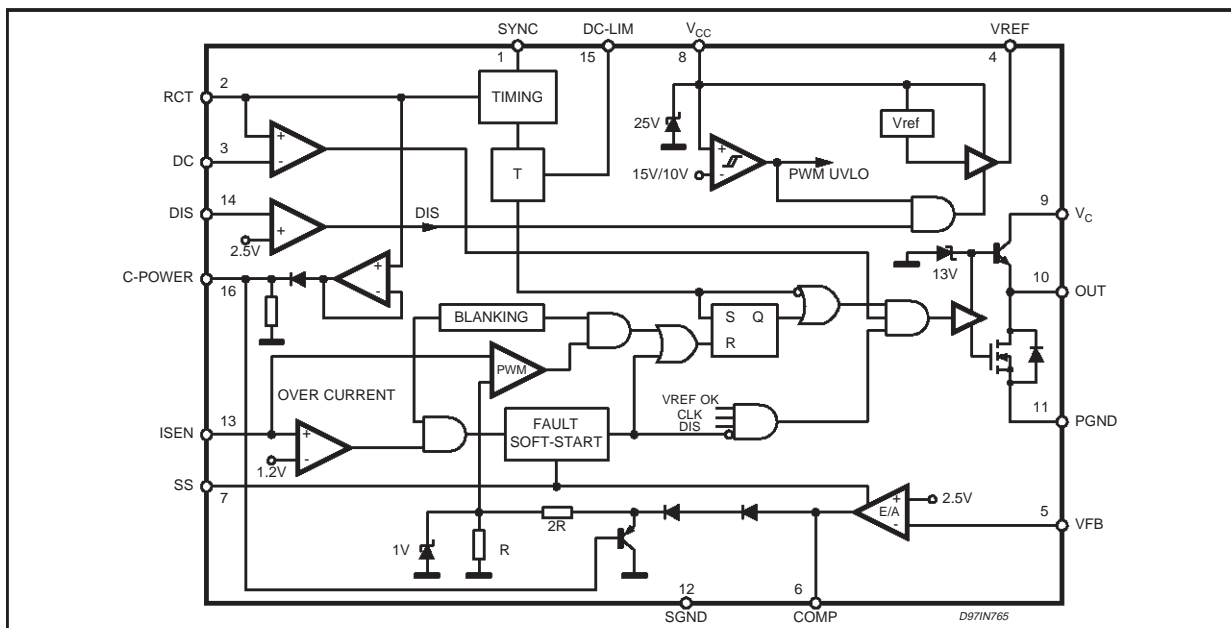 SYNC DC-LIM VCC VREF
1 15 8 4
RCT 2
TIMING
25V
Vref
DC 3
T
15V/10V
PWM UVLO
DIS 14
DIS
2.5V
9 VC
13V
C-POWER
16
10 OUT
BLANKING
S Q
R
PWM
OVER CURRENT
VREF OK
CLK
DIS
ISEN 13
FAULT
SOFT-START
11 PGND
1.2V
SS
7
2.5V
E/A
5 VFB
2R
1V
R
12 6
SGND COMP
D97IN765